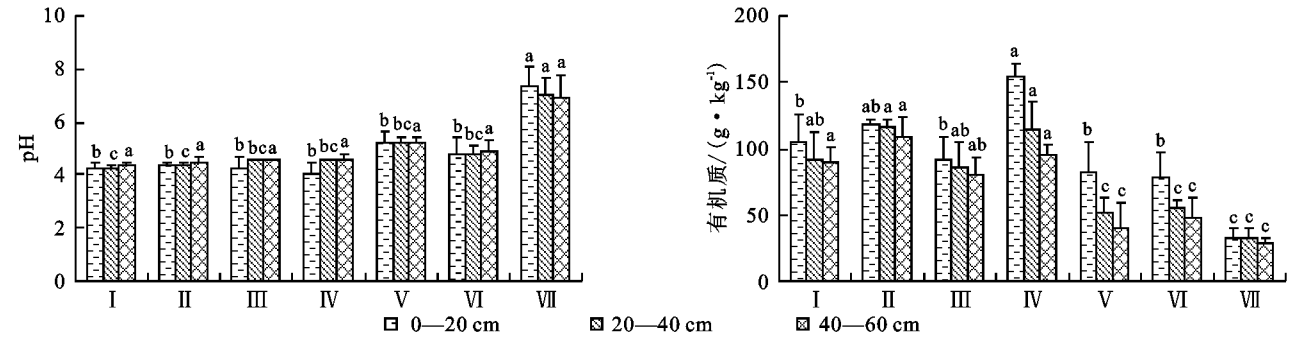 10
8
6
4
2
0
pH
b c a
b c a
b bc a
b bc a
b bc a
b bc a
a a a
Ⅰ Ⅱ Ⅲ Ⅳ Ⅴ Ⅵ Ⅶ
200
150
100
50
0
有机质/(g·kg⁻¹)
b ab a
ab a a
b ab ab
a a a
b c c
b c c
c c c
Ⅰ Ⅱ Ⅲ Ⅳ Ⅴ Ⅵ Ⅶ
0—20 cm 20—40 cm 40—60 cm